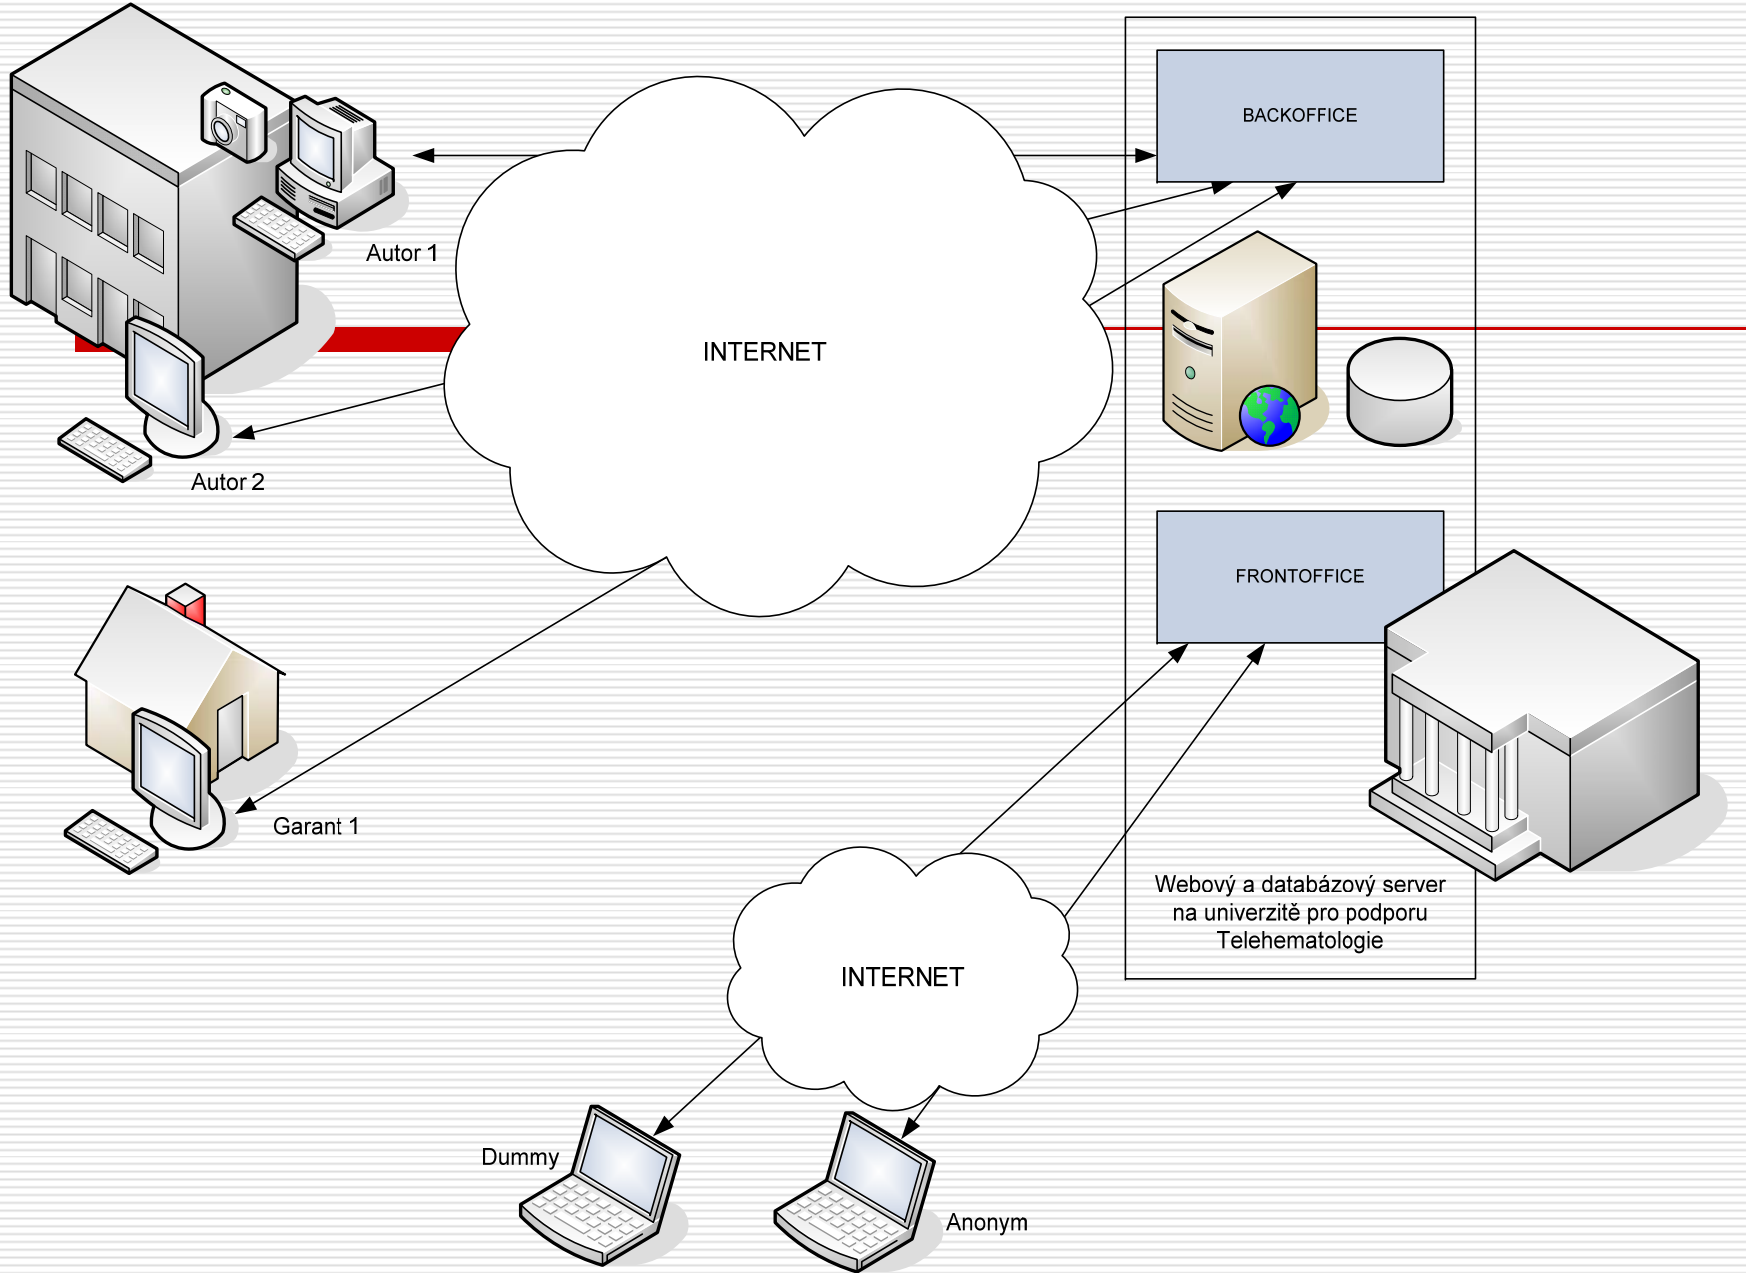 BACKOFFICE
Autor 1
INTERNET
Autor 2
FRONTOFFICE
Garant 1
Webový a databázový server
na univerzitě pro podporu
Telehematologie
INTERNET
Dummy
Anonym